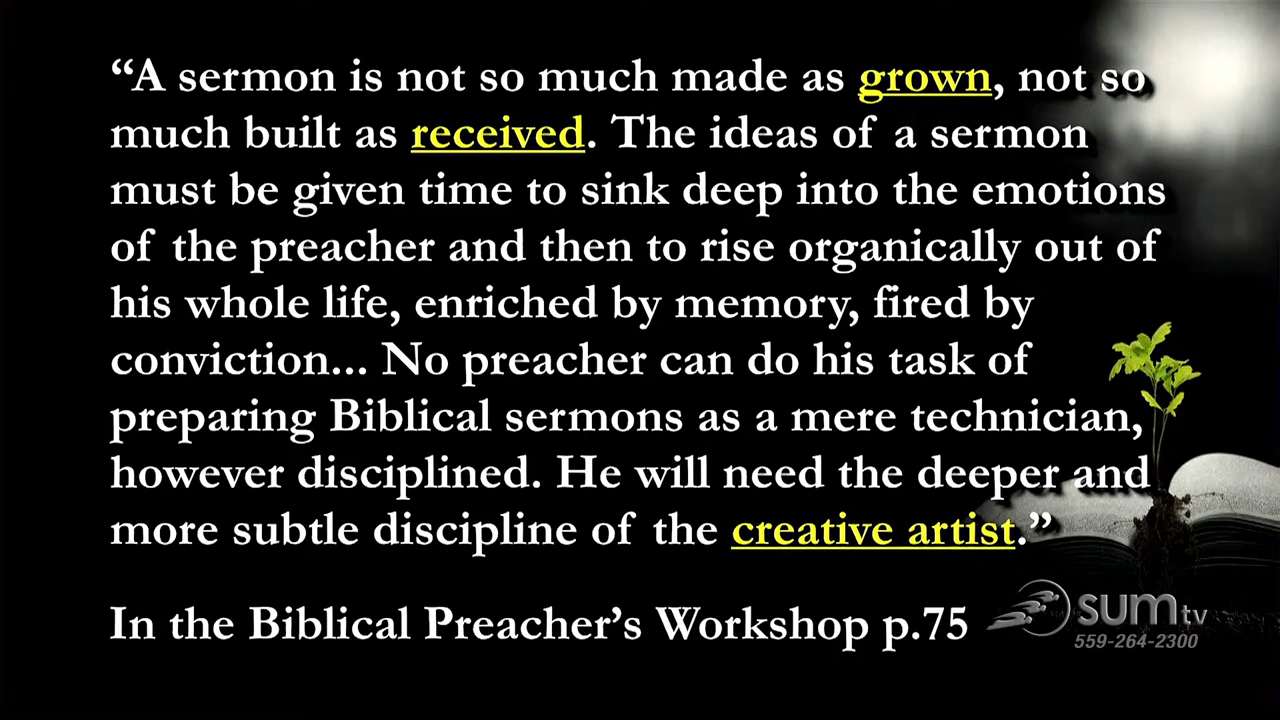 “A sermon is not so much made as grown, not so
much built as received. The ideas of a sermon
must be given time to sink deep into the emotions
of the preacher and then to rise organically out of
his whole life, enriched by memory, fired by
conviction... No preacher can do his task of
preparing Biblical sermons as a mere technician,
however disciplined. He will need the deeper and
more subtle discipline of the creative artist.”
In the Biblical Preacher’s Workshop p.75
sumtv
559-264-2300